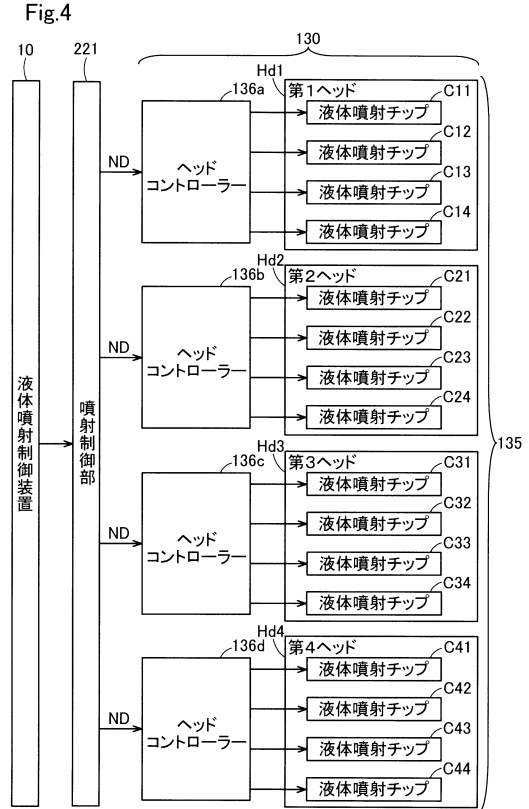 Fig.4
10
221
130
液体噴射制御装置
噴射制御部
Hd1
136a
第1ヘッド
C11
液体噴射チップ
ND
ヘッド
コントローラー
C12
液体噴射チップ
C13
液体噴射チップ
C14
液体噴射チップ
Hd2
136b
第2ヘッド
C21
液体噴射チップ
ND
ヘッド
コントローラー
C22
液体噴射チップ
C23
液体噴射チップ
C24
液体噴射チップ
135
Hd3
136c
第3ヘッド
C31
液体噴射チップ
ND
ヘッド
コントローラー
C32
液体噴射チップ
C33
液体噴射チップ
C34
液体噴射チップ
Hd4
136d
第4ヘッド
C41
液体噴射チップ
ND
ヘッド
コントローラー
C42
液体噴射チップ
C43
液体噴射チップ
C44
液体噴射チップ